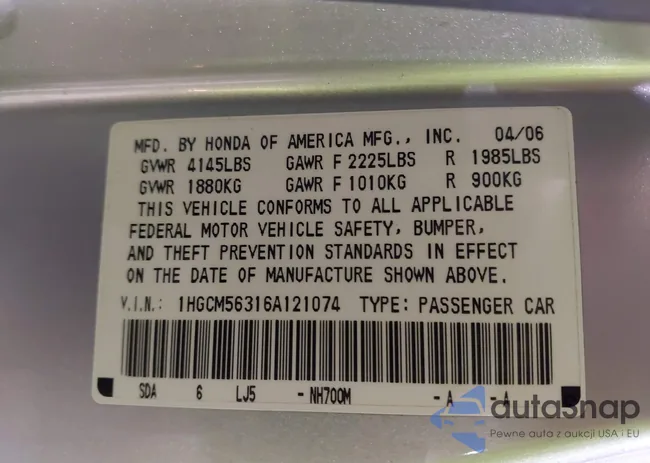 MFD. BY HONDA OF AMERICA MFG., INC. 04/06
GVWR 4145LBS GAWR F 2225LBS R 1985LBS
GVWR 1880KG GAWR F 1010KG R 900KG
THIS VEHICLE CONFORMS TO ALL APPLICABLE
FEDERAL MOTOR VEHICLE SAFETY, BUMPER,
AND THEFT PREVENTION STANDARDS IN EFFECT
ON THE DATE OF MANUFACTURE SHOWN ABOVE.
V.I.N.: 1HGCM56316A121074 TYPE: PASSENGER CAR
SDA 6 LJ5 -NH700M -A -A
autasnap
Pewne auta z aukcji USA i EU